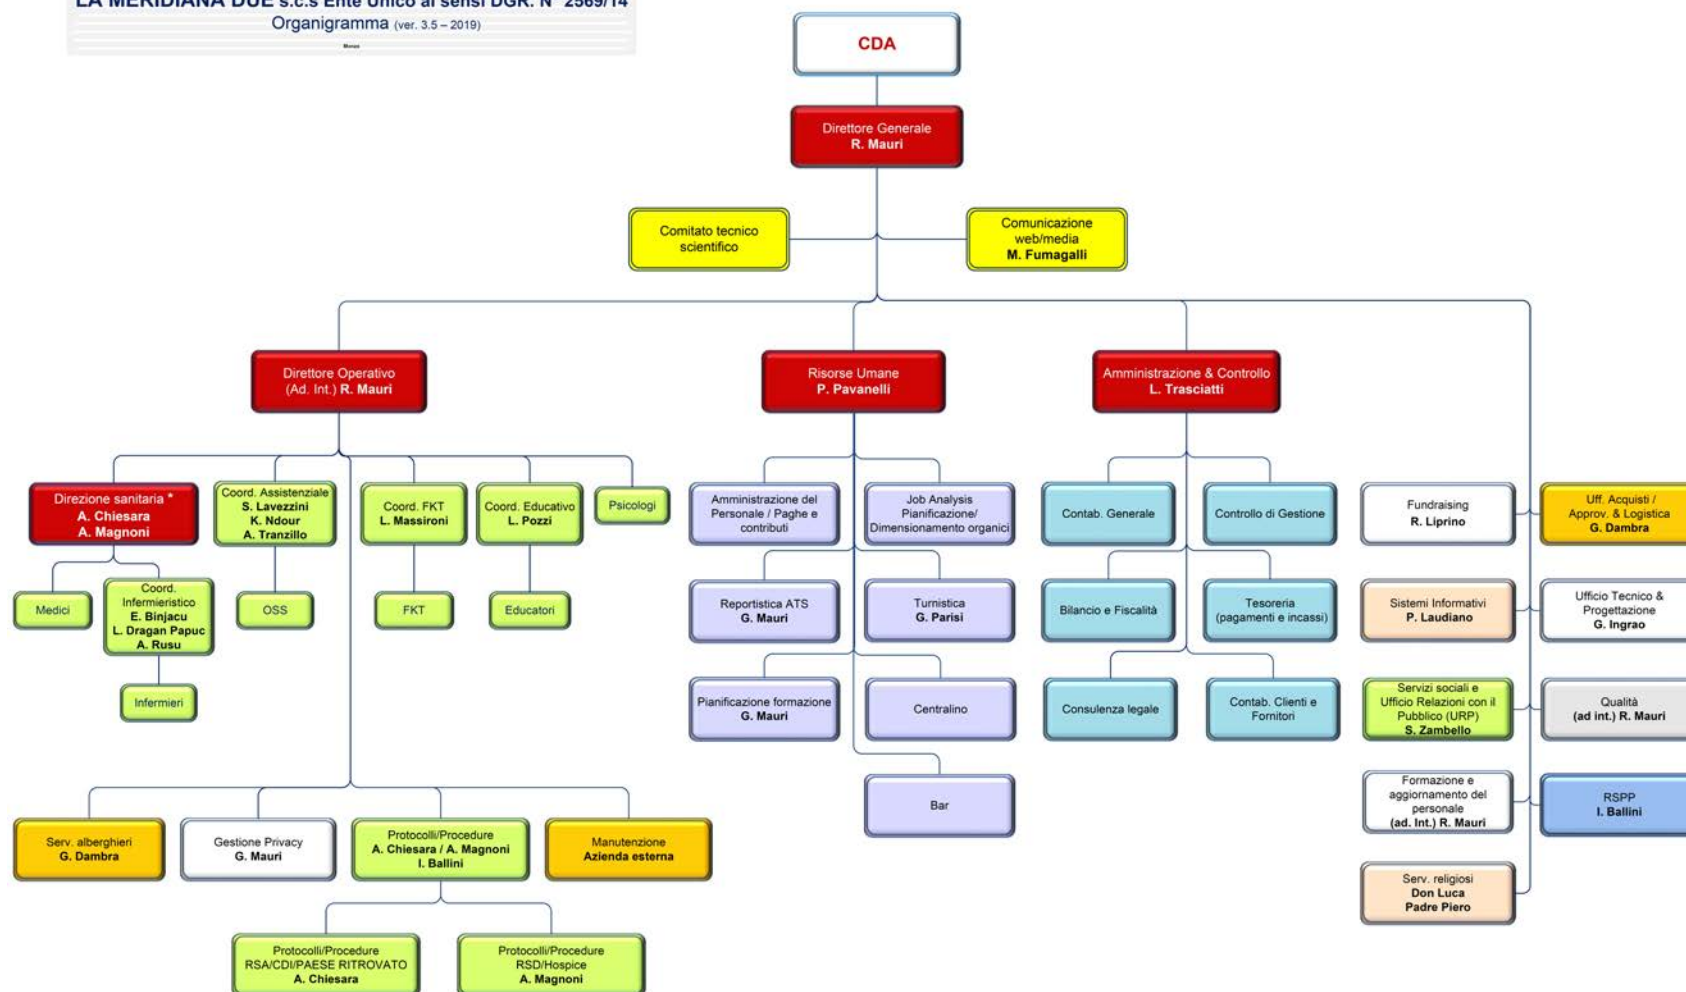 LA MERIDIANA DUE s.c.s Ente Unico ai sensi DGR. N° 2569/14
Organigramma (ver. 3.5 – 2019)
Monza
CDA
Direttore Generale
R. Mauri
Comitato tecnico
scientifico
Comunicazione
web/media
M. Fumagalli
Direttore Operativo
(Ad. Int.) R. Mauri
Risorse Umane
P. Pavanelli
Amministrazione & Controllo
L. Trasciatti
Direzione sanitaria *
A. Chiesara
A. Magnoni
Coord. Assistenziale
S. Lavezzini
K. Ndour
A. Tranzillo
Coord. FKT
L. Massironi
Coord. Educativo
L. Pozzi
Psicologi
Medici
Coord.
Infermieristico
E. Binjacu
L. Dragan Papuc
A. Rusu
OSS
FKT
Educatori
Infermieri
Amministrazione del
Personale / Paghe e
contributi
Job Analysis
Pianificazione/
Dimensionamento organici
Reportistica ATS
G. Mauri
Turnistica
G. Parisi
Pianificazione formazione
G. Mauri
Centralino
Bar
Contab. Generale
Controllo di Gestione
Bilancio e Fiscalità
Tesoreria
(pagamenti e incassi)
Consulenza legale
Contab. Clienti e
Fornitori
Fundraising
R. Liprino
Uff. Acquisti /
Approv. & Logistica
G. Dambra
Sistemi Informativi
P. Laudiano
Ufficio Tecnico &
Progettazione
G. Ingrao
Servizi sociali e
Ufficio Relazioni con il
Pubblico (URP)
S. Zambello
Qualità
(ad int.) R. Mauri
Formazione e
aggiornamento del
personale
(ad. Int.) R. Mauri
RSPP
I. Ballini
Serv. religiosi
Don Luca
Padre Piero
Serv. alberghieri
G. Dambra
Gestione Privacy
G. Mauri
Protocolli/Procedure
A. Chiesara / A. Magnoni
I. Ballini
Manutenzione
Azienda esterna
Protocolli/Procedure
RSA/CDI/PAESE RITROVATO
A. Chiesara
Protocolli/Procedure
RSD/Hospice
A. Magnoni